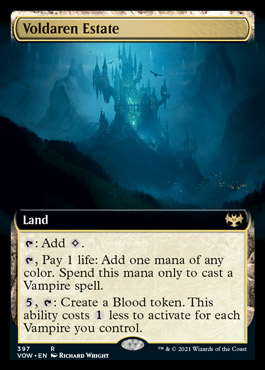 Voldaren Estate
Land
: Add .
, Pay 1 life: Add one mana of any
color. Spend this mana only to cast a
Vampire spell.
5, : Create a Blood token. This
ability costs 1 less to activate for each
Vampire you control.
397 R
VOW • EN Richard Wright
™ & © 2021 Wizards of the Coast